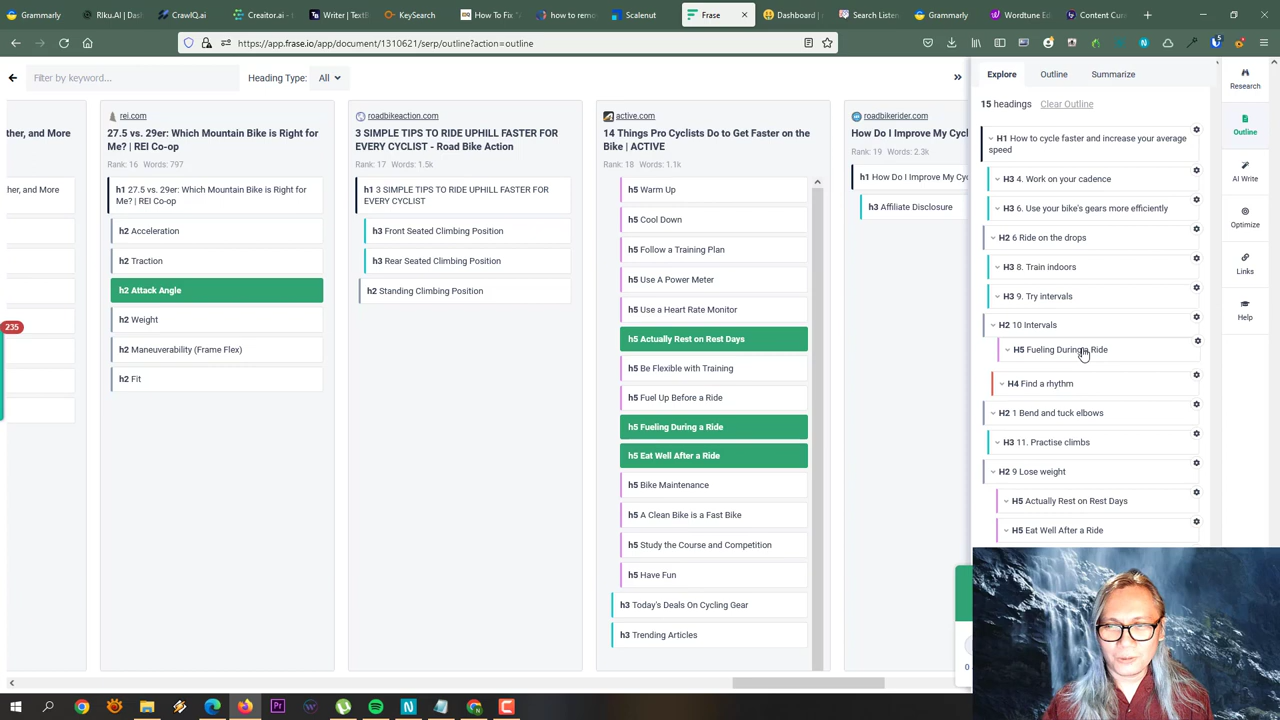 Games
Riku.AI Das
CrawlQ.ai
Creator.ai -
Writer | Text B
KeySearch
How To Fix "A
how to remo
Scalenut
Frase
Dashboard |
Search Listen
Grammarly
Wordtune Ed
Content Cura
https://app.frase.io/app/document/1310621/serp/outline?action=outline
Filter by keyword...
Heading Type:
All
»
Explore
Outline
Summarize
15 headings
Clear Outline
Research
Outline
AI Write
Optimize
Links
Help
ther, and More
ther, and More
235
rei.com
27.5 vs. 29er: Which Mountain Bike is Right for
Me? | REI Co-op
Rank: 16 Words: 797
h1 27.5 vs. 29er: Which Mountain Bike is Right for
Me? | REI Co-op
h2 Acceleration
h2 Traction
h2 Attack Angle
h2 Weight
h2 Maneuverability (Frame Flex)
h2 Fit
roadbikeaction.com
3 SIMPLE TIPS TO RIDE UPHILL FASTER FOR
EVERY CYCLIST - Road Bike Action
Rank: 17 Words: 1.5k
h1 3 SIMPLE TIPS TO RIDE UPHILL FASTER FOR
EVERY CYCLIST
h3 Front Seated Climbing Position
h3 Rear Seated Climbing Position
h2 Standing Climbing Position
active.com
14 Things Pro Cyclists Do to Get Faster on the
Bike | ACTIVE
Rank: 18 Words: 1.1k
h5 Warm Up
h5 Cool Down
h5 Follow a Training Plan
h5 Use A Power Meter
h5 Use a Heart Rate Monitor
h5 Actually Rest on Rest Days
h5 Be Flexible with Training
h5 Fuel Up Before a Ride
h5 Fueling During a Ride
h5 Eat Well After a Ride
h5 Bike Maintenance
h5 A Clean Bike is a Fast Bike
h5 Study the Course and Competition
h5 Have Fun
h3 Today's Deals On Cycling Gear
h3 Trending Articles
roadbikerider.com
How Do I Improve My Cycl
Rank: 19 Words: 2.3k
h1 How Do I Improve My Cyc
h3 Affiliate Disclosure
H1 How to cycle faster and increase your average
speed
H3 4. Work on your cadence
H3 6. Use your bike's gears more efficiently
H2 6 Ride on the drops
H3 8. Train indoors
H3 9. Try intervals
H2 10 Intervals
H5 Fueling During a Ride
H4 Find a rhythm
H2 1 Bend and tuck elbows
H3 11. Practise climbs
H2 9 Lose weight
H5 Actually Rest on Rest Days
H5 Eat Well After a Ride